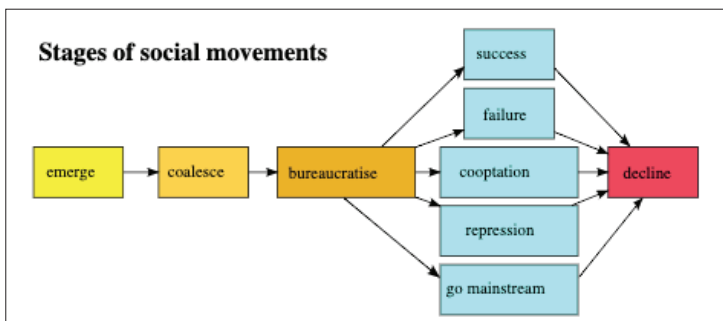 Stages of social movements
success
failure
emerge
coalesce
bureaucratise
cooptation
decline
repression
go mainstream